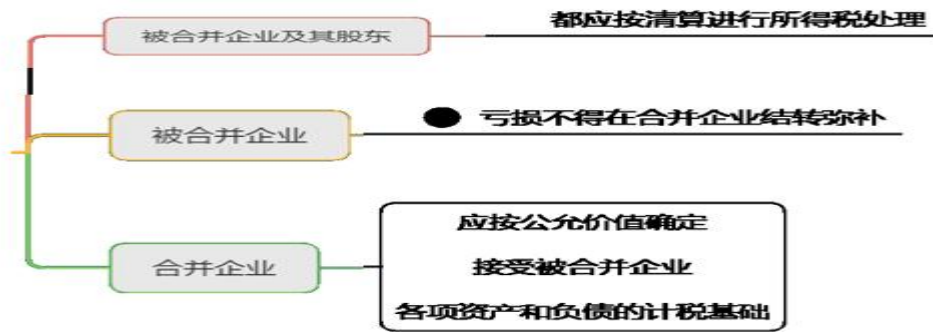 被合并企业及其股东
都应按清算进行所得税处理
被合并企业
亏损不得在合并企业结转弥补
合并企业
应按公允价值确定
接受被合并企业
各项资产和负债的计税基础